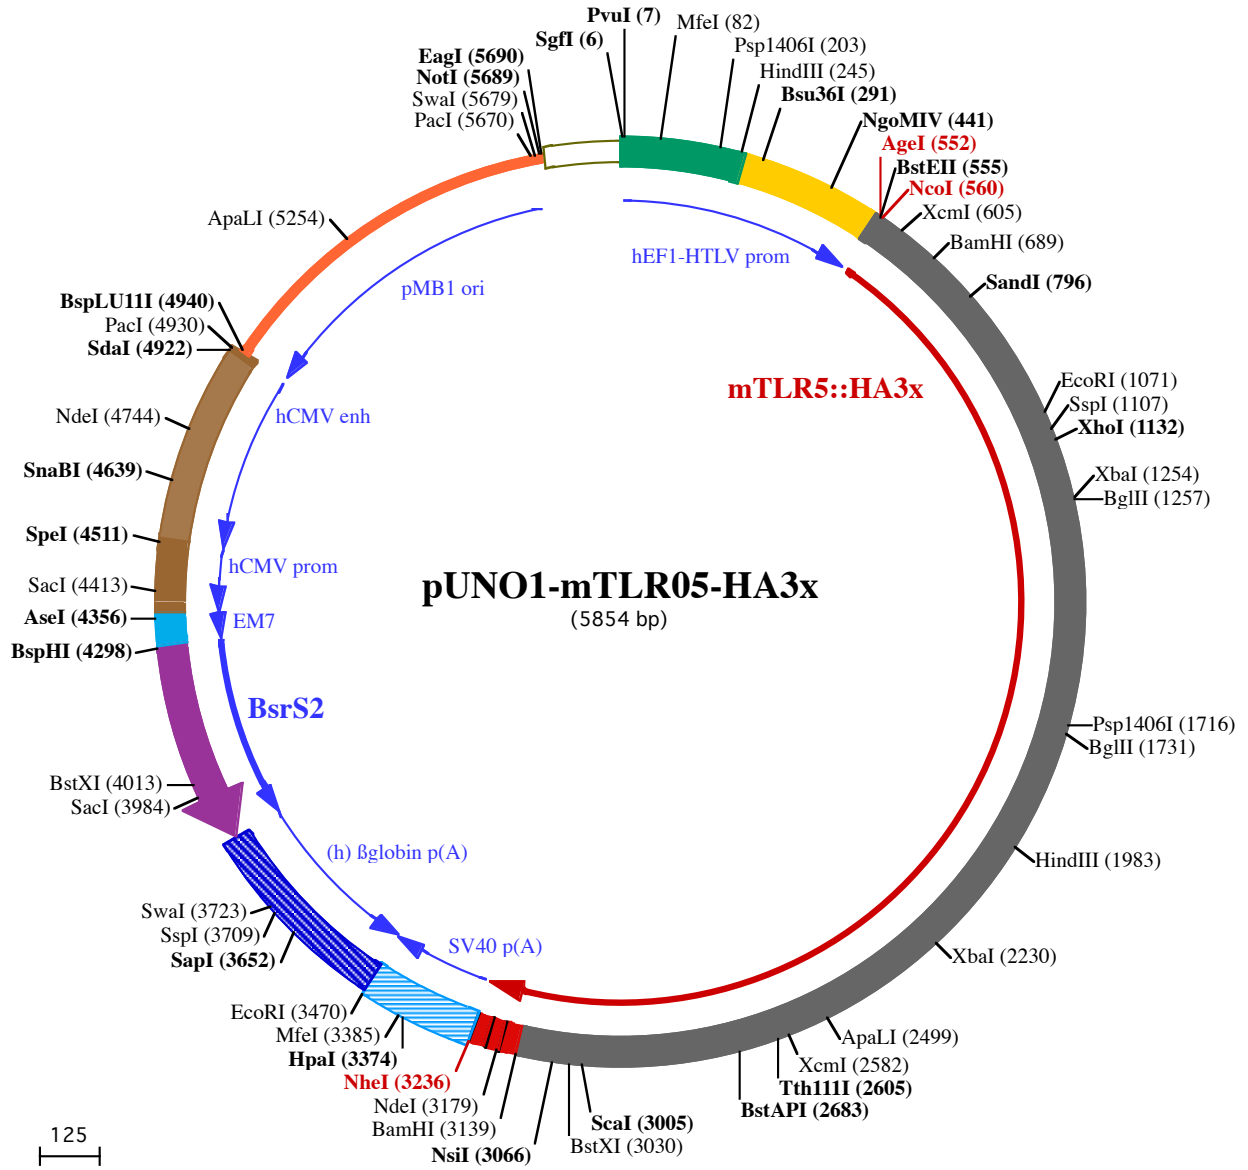 PvuI (7)
SgfI (6)
MfeI (82)
Psp1406I (203)
HindIII (245)
Bsu36I (291)
NgoMIV (441)
AgeI (552)
BstEII (555)
NcoI (560)
XcmI (605)
BamHI (689)
SandI (796)
EcoRI (1071)
SspI (1107)
XhoI (1132)
XbaI (1254)
BglII (1257)
Psp1406I (1716)
BglII (1731)
HindIII (1983)
XbaI (2230)
ApaLI (2499)
XcmI (2582)
Tth111I (2605)
BstAPI (2683)
ScaI (3005)
BstXI (3030)
NsiI (3066)
BamHI (3139)
NdeI (3179)
NheI (3236)
HpaI (3374)
MfeI (3385)
EcoRI (3470)
SapI (3652)
SspI (3709)
SwaI (3723)
SacI (3984)
BstXI (4013)
BspHI (4298)
AseI (4356)
SacI (4413)
SpeI (4511)
SnaBI (4639)
NdeI (4744)
SdaI (4922)
PacI (4930)
BspLU11I (4940)
ApaLI (5254)
PacI (5670)
SwaI (5679)
NotI (5689)
EagI (5690)
hEF1-HTLV prom
pMB1 ori
mTLR5::HA3x
hCMV enh
hCMV prom
EM7
BsrS2
(h) ßglobin p(A)
SV40 p(A)
pUNO1-mTLR05-HA3x
(5854 bp)
125